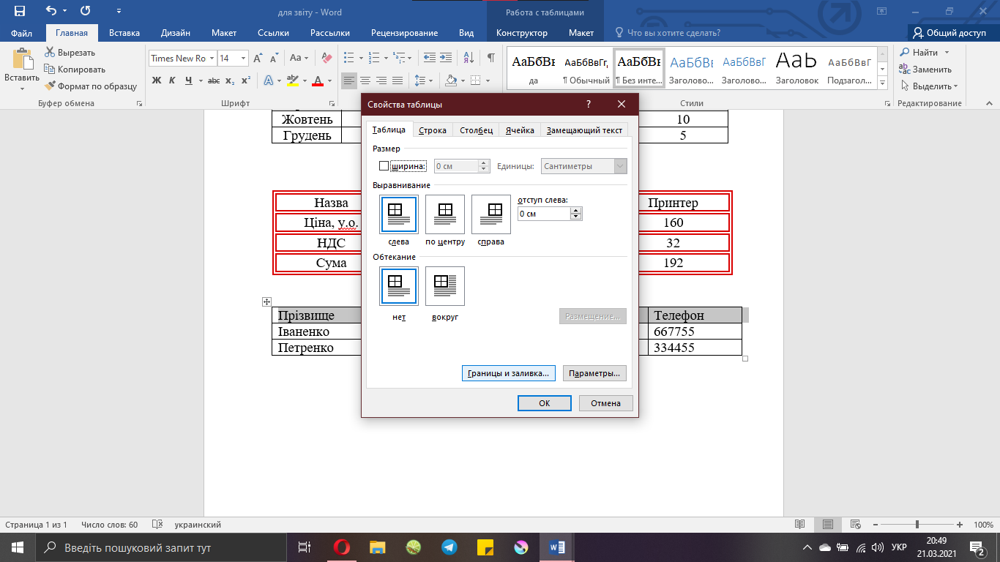 для звіту - Word
Работа с таблицами
Файл Главная Вставка Дизайн Макет Ссылки Рассылки Рецензирование Вид Конструктор Макет Что вы хотите сделать? Общий доступ
Вставить
Вырезать
Копировать
Формат по образцу
Буфер обмена
Times New Ro 14
Aa
Ж К Ч abc x₂ x²
Шрифт
АаБбВı АаБбВвГг, АаБбВı АаБбВı АаБбВвГ АаЬ АаБбВвГ
да ¶ Обычный ¶ Без инте... Заголово... Заголово... Заголовок Подзагол...
Стили
Найти
Заменить
Выделить
Редактирование
Жовтень 10
Грудень 5
Назва Принтер
Ціна, у.о. 160
НДС 32
Сума 192
Прізвище Телефон
Іваненко 667755
Петренко 334455
Свойства таблицы ?
Таблица Строка Столбец Ячейка Замещающий текст
Размер
ширина: 0 см Единицы: Сантиметры
Выравнивание
отступ слева:
0 см
слева по центру справа
Обтекание
нет вокруг
Размещение...
Границы и заливка... Параметры...
ОК Отмена
Страница 1 из 1 Число слов: 60 украинский 100%
Введіть пошуковий запит тут
УКР
20:49
21.03.2021
2